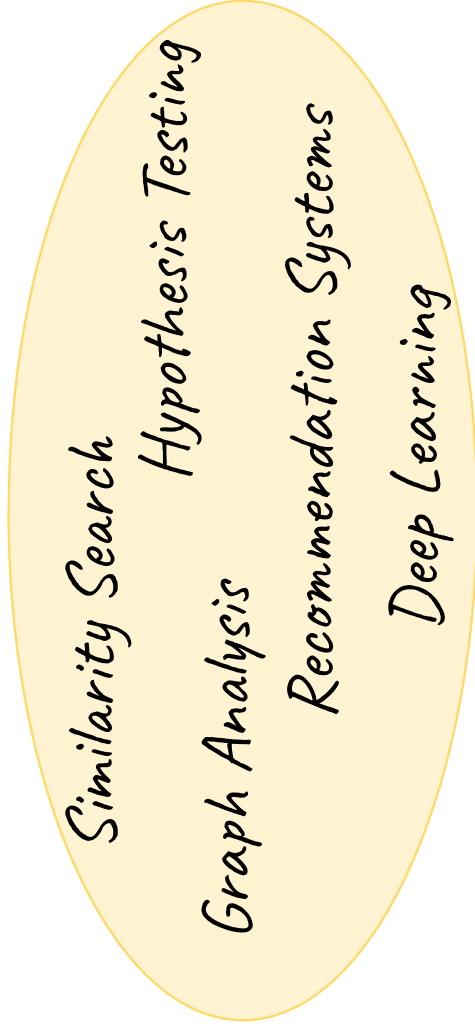 Similarity Search
Hypothesis Testing
Graph Analysis
Recommendation Systems
Deep Learning